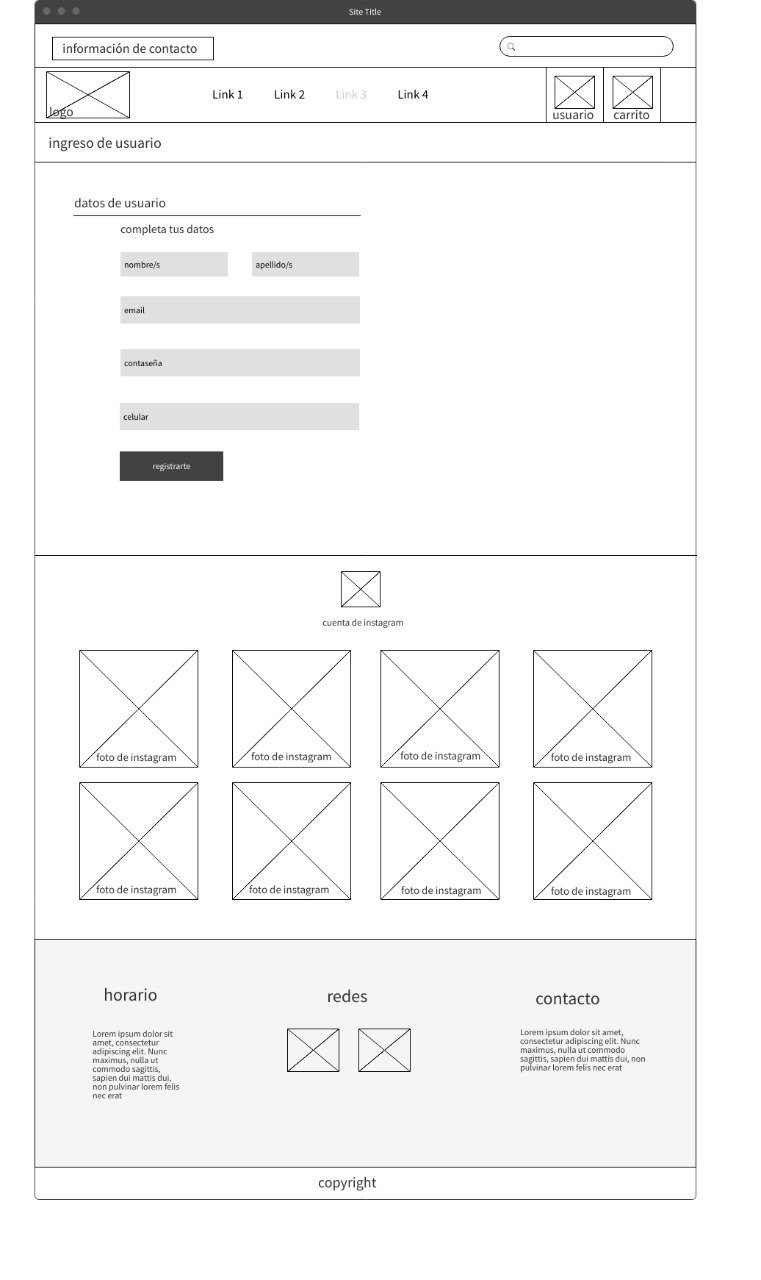 Site Title
información de contacto
logo
Link 1
Link 2
Link 3
Link 4
usuario
carrito
ingreso de usuario
datos de usuario
completa tus datos
nombre/s
apellido/s
email
contaseña
celular
registrarte
cuenta de instagram
foto de instagram
foto de instagram
foto de instagram
foto de instagram
foto de instagram
foto de instagram
foto de instagram
foto de instagram
horario
Lorem ipsum dolor sit
amet, consectetur
adipiscing elit. Nunc
maximus, nulla ut
commodo sagittis,
sapien dui mattis dui,
non pulvinar lorem felis
nec erat
redes
contacto
Lorem ipsum dolor sit amet,
consectetur adipiscing elit. Nunc
maximus, nulla ut commodo
sagittis, sapien dui mattis dui, non
pulvinar lorem felis nec erat
copyright